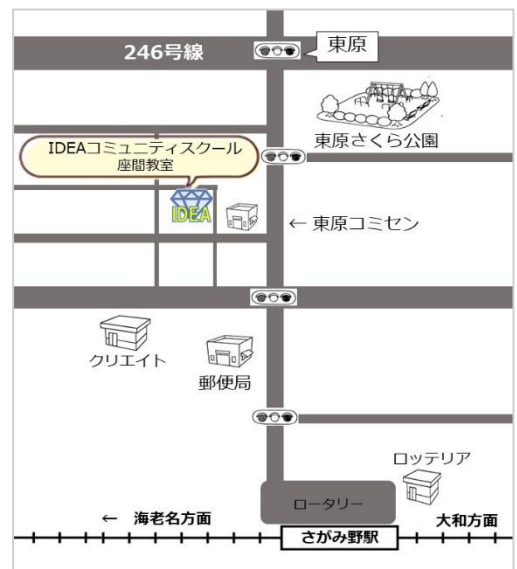 246号線
東原
東原さくら公園
IDEAコミュニティスクール
座間教室
IDEA
← 東原コミセン
クリエイト
郵便局
ロッテリア
ロータリー
← 海老名方面
さがみ野駅
大和方面